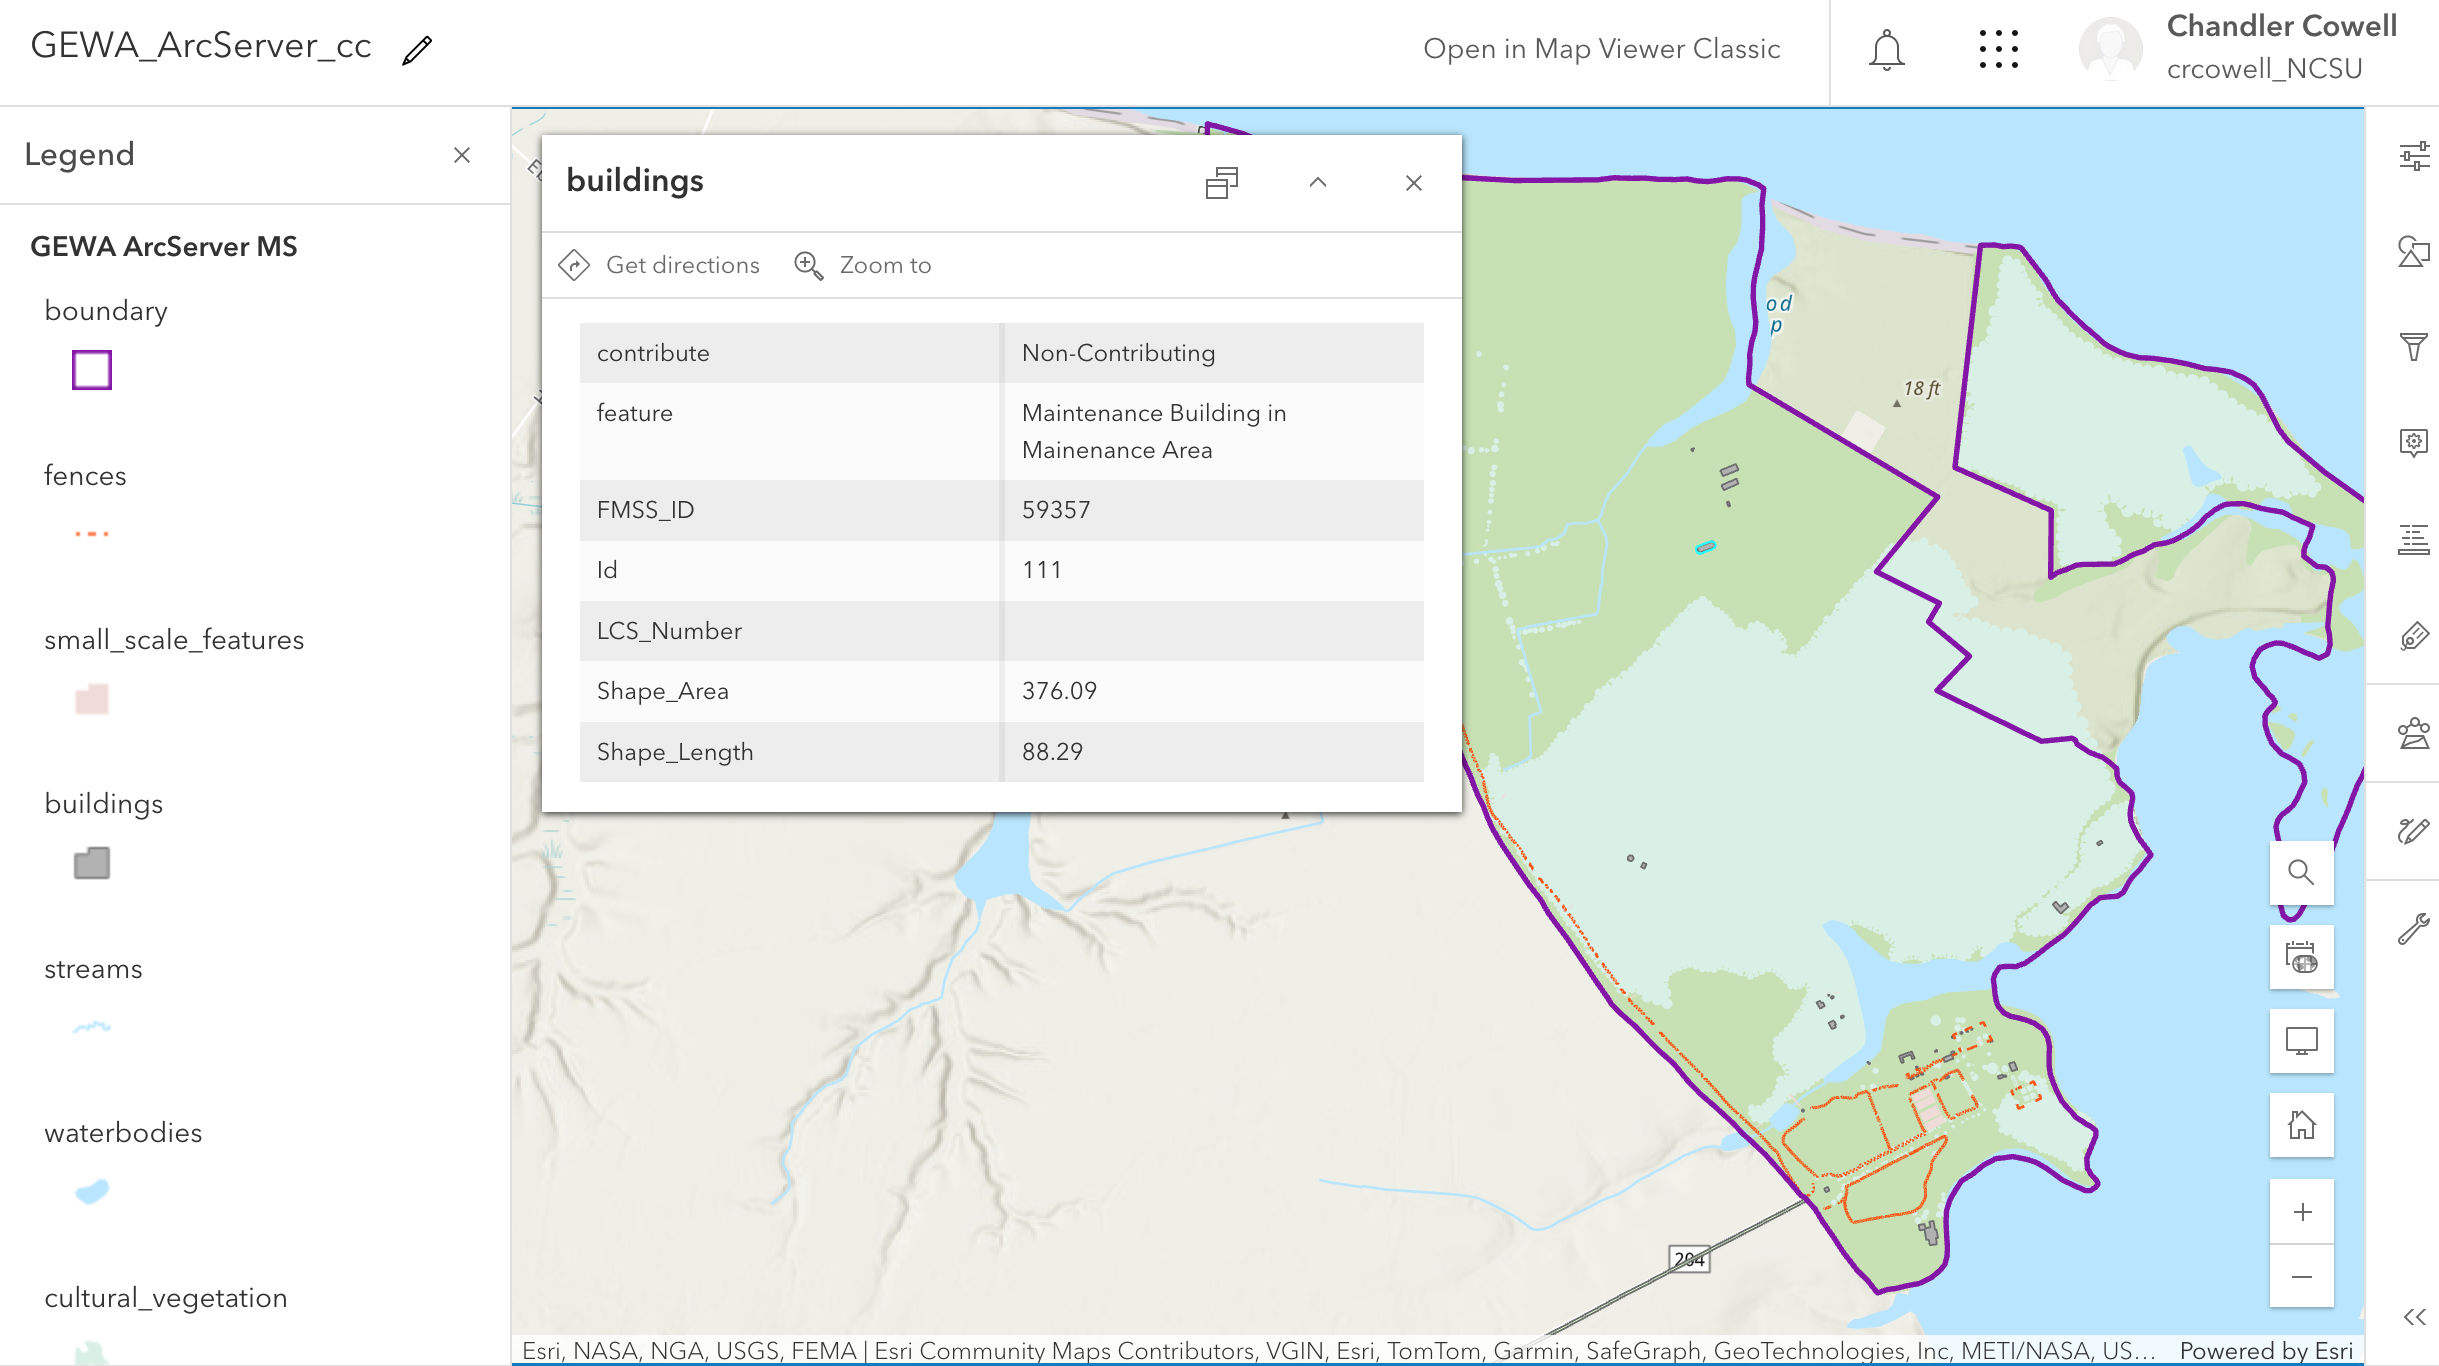 GEWA_ArcServer_cc
Open in Map Viewer Classic
Chandler Cowell
crcowell_NCSU
Legend
GEWA ArcServer MS
boundary
fences
small_scale_features
buildings
streams
waterbodies
cultural_vegetation
buildings
Get directions
Zoom to
contribute Non-Contributing
feature Maintenance Building in
Mainenance Area
FMSS_ID 59357
Id 111
LCS_Number
Shape_Area 376.09
Shape_Length 88.29
od
p
18 ft
204
Esri, NASA, NGA, USGS, FEMA | Esri Community Maps Contributors, VGIN, Esri, TomTom, Garmin, SafeGraph, GeoTechnologies, Inc, METI/NASA, US... Powered by Esri